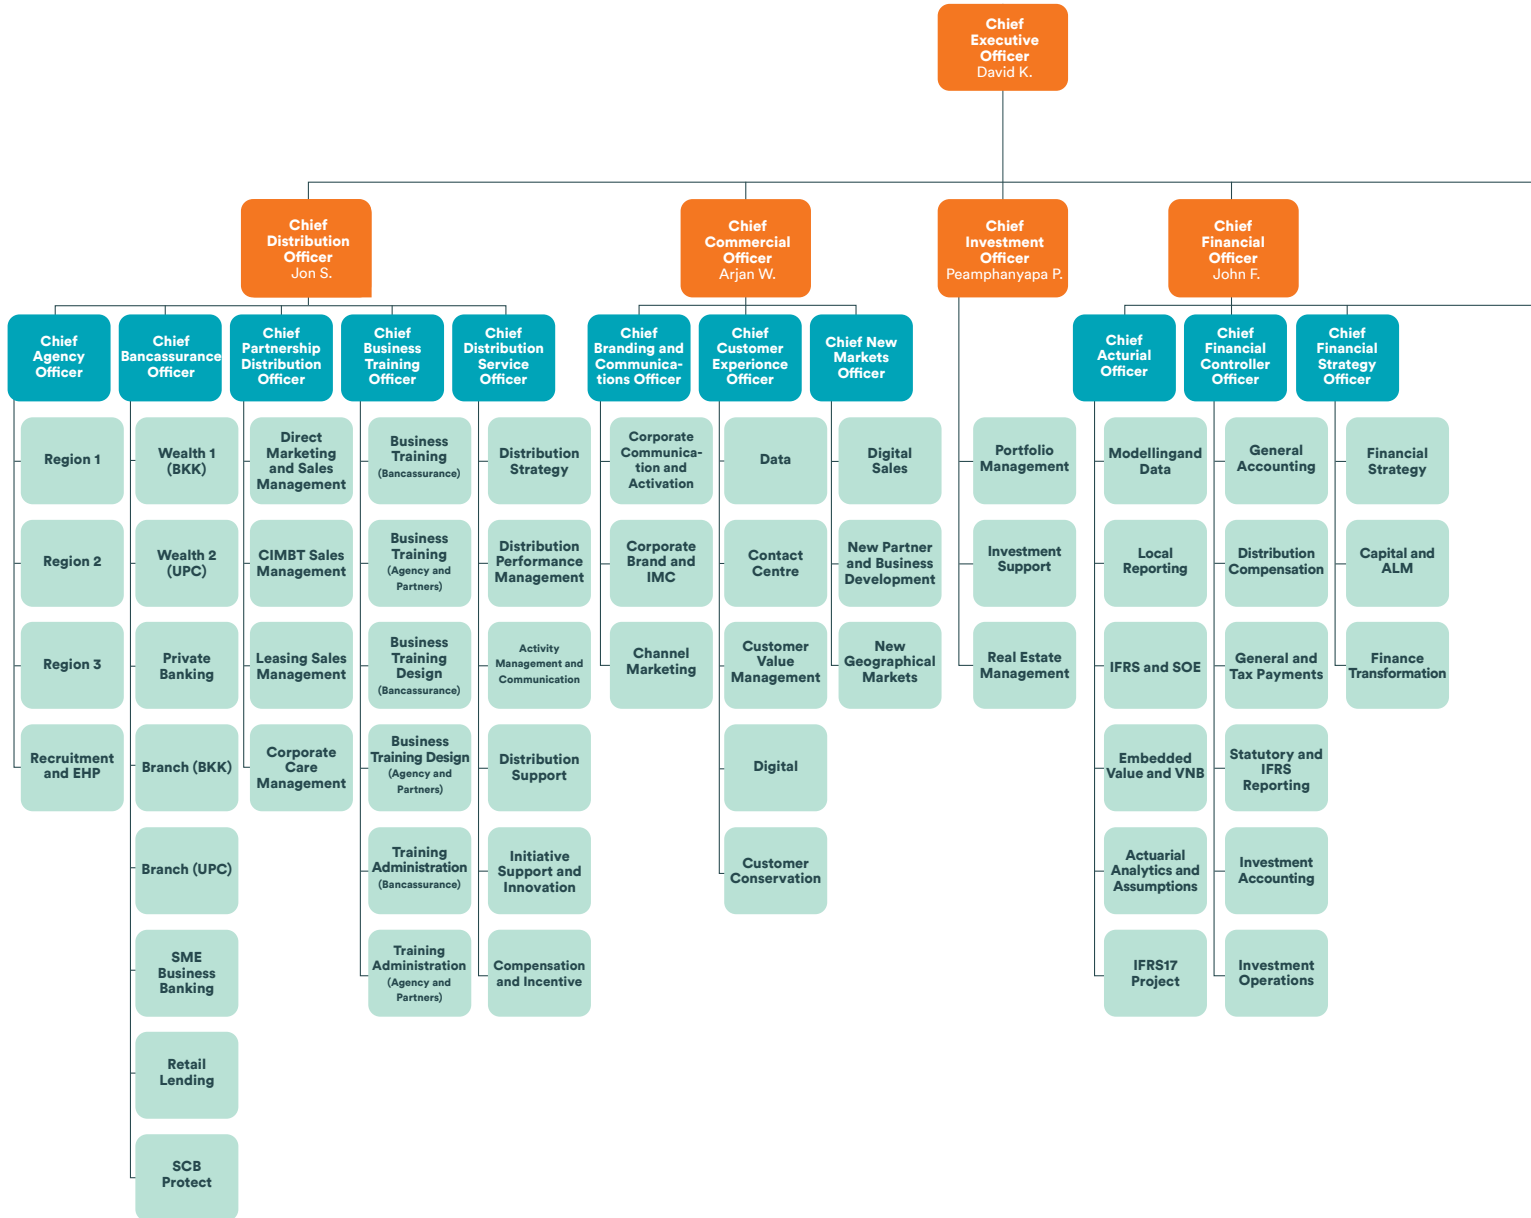 Chief
Executive
Officer
David K.
Chief
Distribution
Officer
Jon S.
Chief
Commercial
Officer
Arjan W.
Chief
Investment
Officer
Peamphanyapa P.
Chief
Financial
Officer
John F.
Chief
Agency
Officer
Chief
Bancassurance
Officer
Chief
Partnership
Distribution
Officer
Chief
Business
Training
Officer
Chief
Distribution
Service
Officer
Chief
Branding and
Communica-
tions Officer
Chief
Customer
Experience
Officer
Chief New
Markets
Officer
Chief
Acturial
Officer
Chief
Financial
Controller
Officer
Chief
Financial
Strategy
Officer
Region 1
Region 2
Region 3
Recruitment
and EHP
Wealth 1
(BKK)
Wealth 2
(UPC)
Private
Banking
Branch (BKK)
Branch (UPC)
SME
Business
Banking
Retail
Lending
SCB
Protect
Direct
Marketing
and Sales
Management
CIMBT Sales
Management
Leasing Sales
Management
Corporate
Care
Management
Business
Training
(Bancassurance)
Business
Training
(Agency and
Partners)
Business
Training
Design
(Bancassurance)
Business
Training Design
(Agency and
Partners)
Training
Administration
(Bancassurance)
Training
Administration
(Agency and
Partners)
Distribution
Strategy
Distribution
Performance
Management
Activity
Management and
Communication
Distribution
Support
Initiative
Support and
Innovation
Compensation
and Incentive
Corporate
Communica-
tion and
Activation
Corporate
Brand and
IMC
Channel
Marketing
Data
Contact
Centre
Customer
Value
Management
Digital
Customer
Conservation
Digital
Sales
New Partner
and Business
Development
New
Geographical
Markets
Portfolio
Management
Investment
Support
Real Estate
Management
Modellingand
Data
Local
Reporting
IFRS and SOE
Embedded
Value and VNB
Actuarial
Analytics and
Assumptions
IFRS17
Project
General
Accounting
Distribution
Compensation
General and
Tax Payments
Statutory and
IFRS
Reporting
Investment
Accounting
Investment
Operations
Financial
Strategy
Capital and
ALM
Finance
Transformation